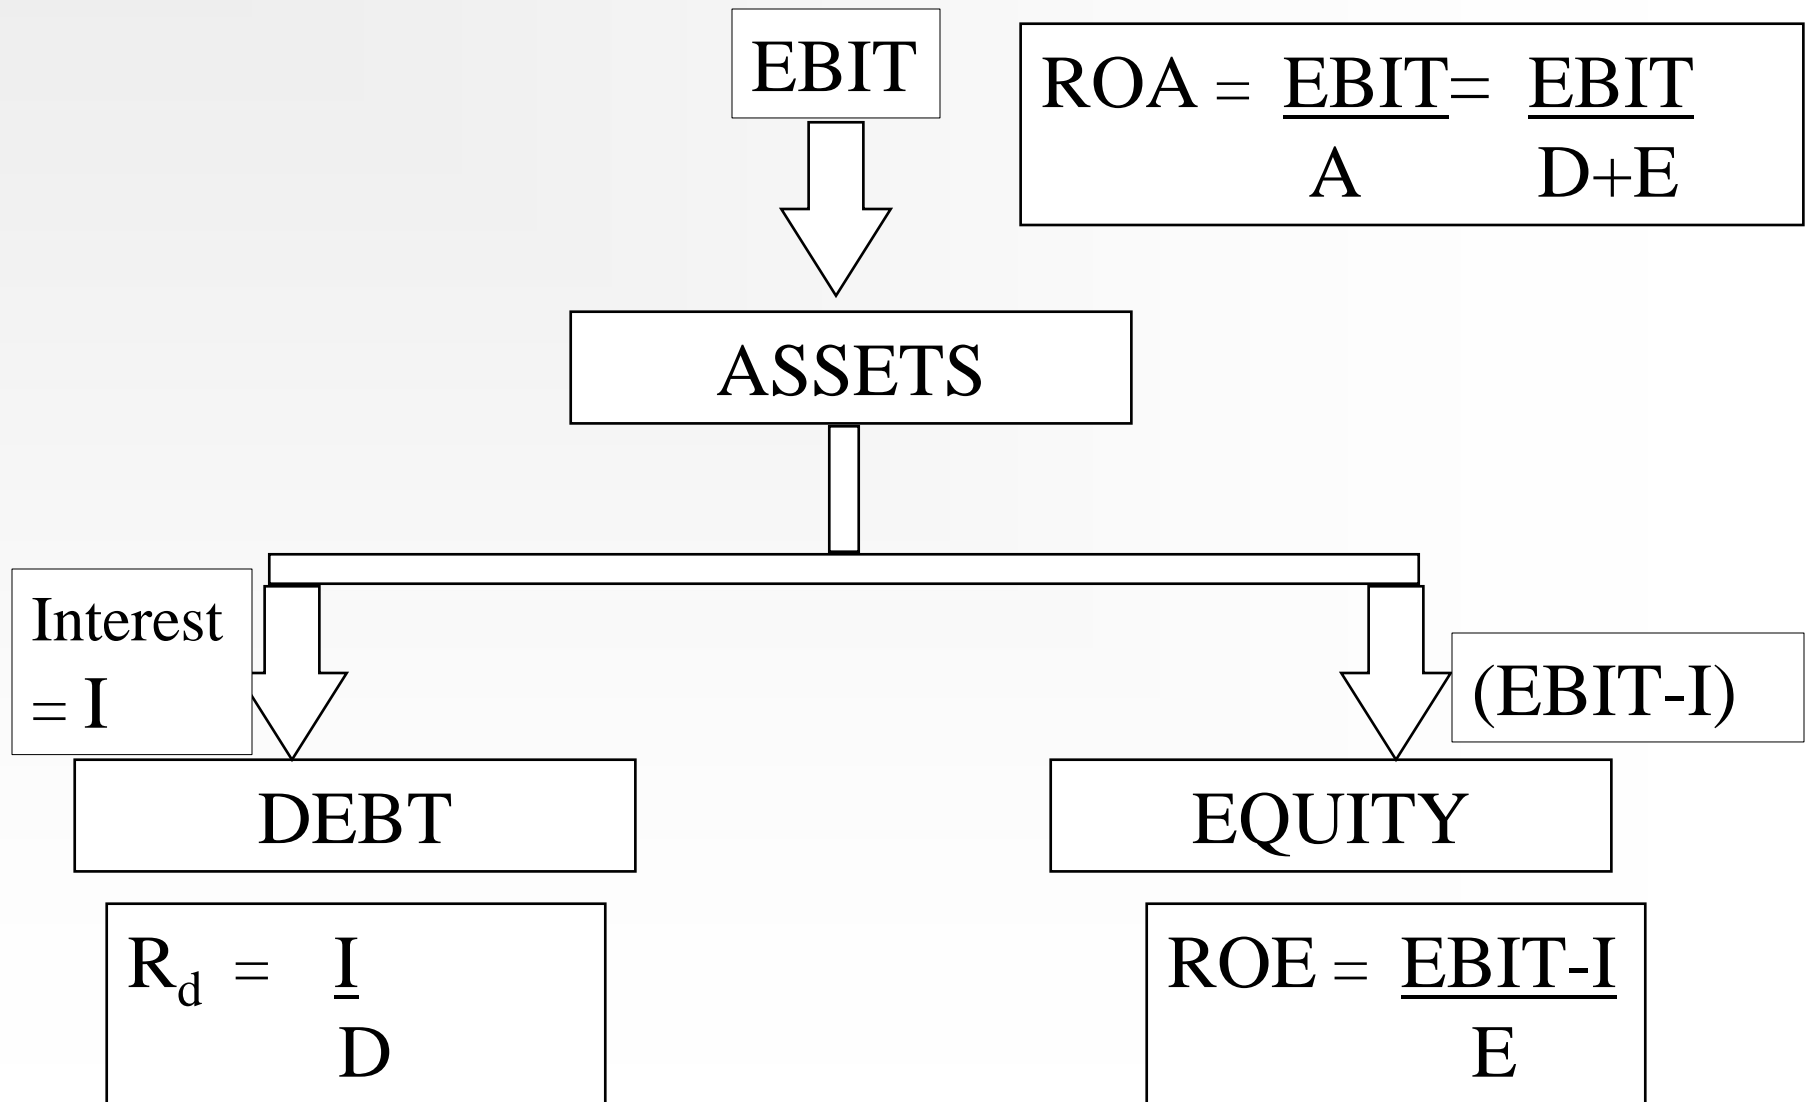 EBIT
ROA = EBIT = EBIT
A D+E
ASSETS
Interest
= I
(EBIT-I)
DEBT
EQUITY
Rd = I
D
ROE = EBIT-I
E